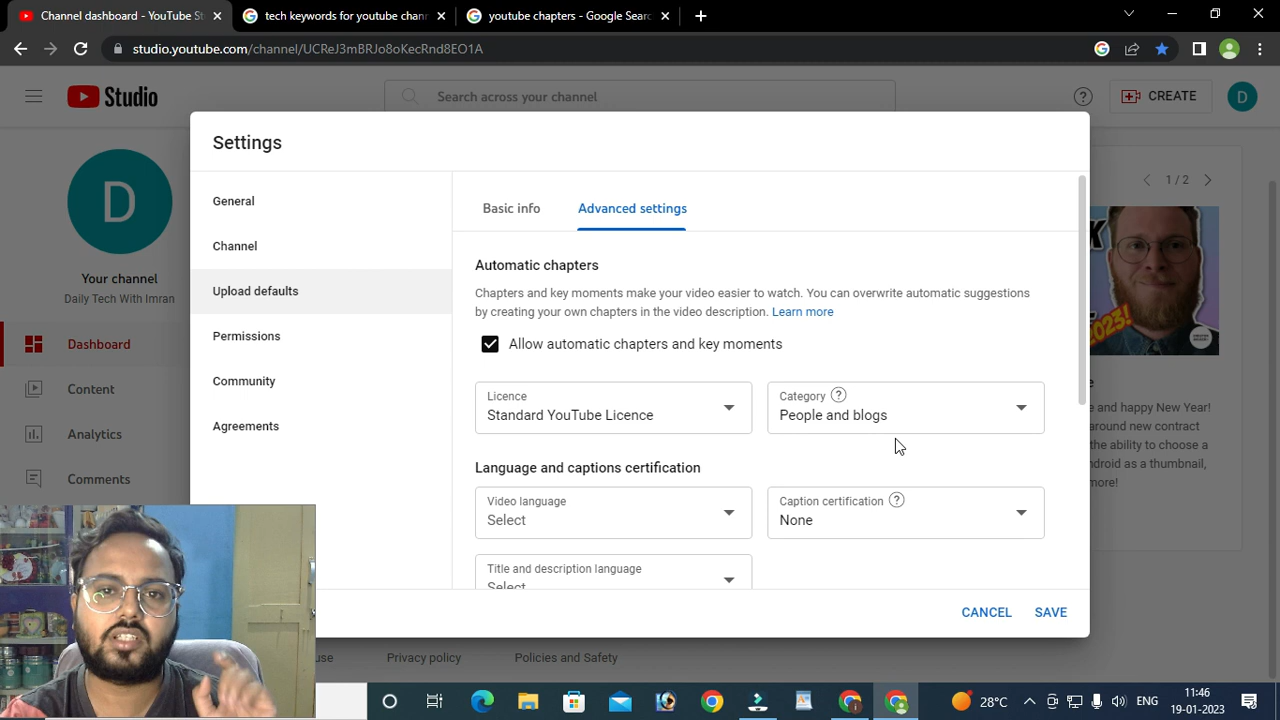 Channel dashboard - YouTube St
tech keywords for youtube chan
youtube chapters - Google Searc
studio.youtube.com/channel/UCReJ3mBRJo8oKecRnd8EO1A
Studio
Search across your channel
CREATE
D
Settings
General
Channel
Upload defaults
Permissions
Community
Agreements
Basic info
Advanced settings
Automatic chapters
Chapters and key moments make your video easier to watch. You can overwrite automatic suggestions
by creating your own chapters in the video description. Learn more
Allow automatic chapters and key moments
Licence
Standard YouTube Licence
Category
People and blogs
Language and captions certification
Video language
Select
Caption certification
None
Title and description language
Select
CANCEL
SAVE
D
Your channel
Daily Tech With Imran
Dashboard
Content
Analytics
Comments
1 / 2
K
2023!
e
e and happy New Year!
around new contract
the ability to choose a
ndroid as a thumbnail,
more!
use
Privacy policy
Policies and Safety
28°C
ENG
11:46
19-01-2023